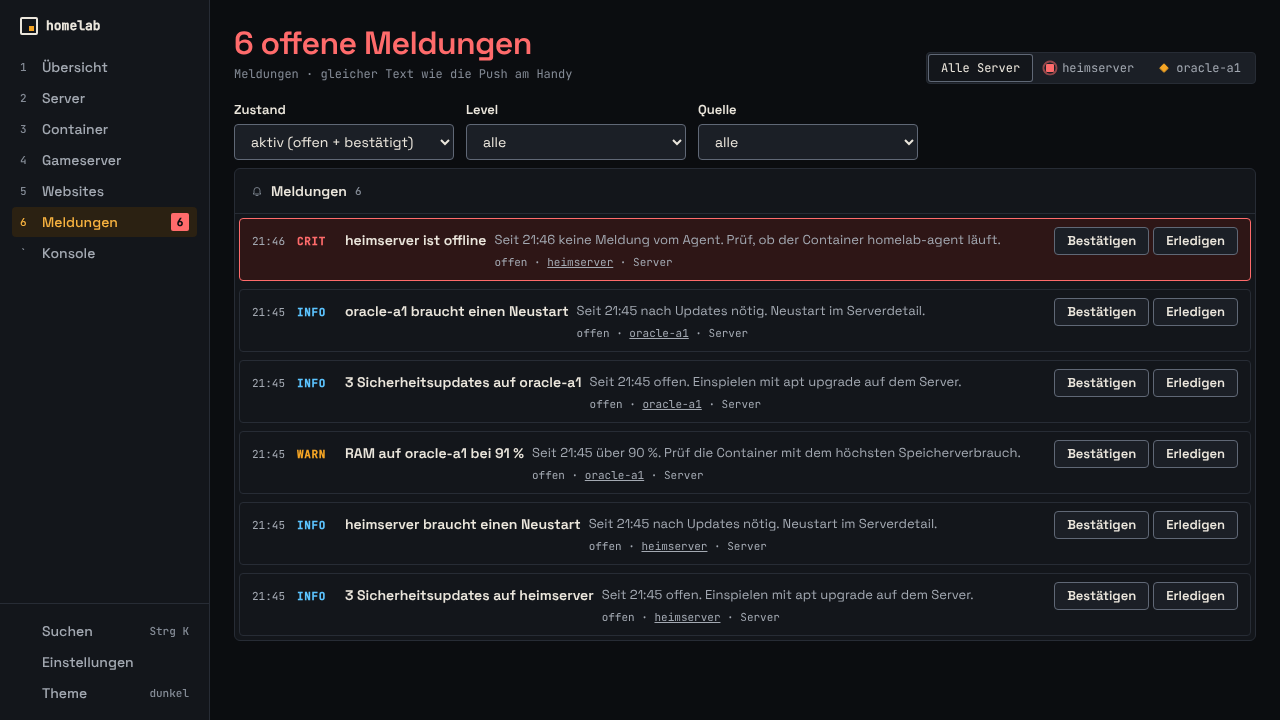 homelab
1 Übersicht
2 Server
3 Container
4 Gameserver
5 Websites
6 Meldungen 6
` Konsole
Suchen Strg K
Einstellungen
Theme dunkel
6 offene Meldungen
Meldungen · gleicher Text wie die Push am Handy
Alle Server heimserver oracle-a1
Zustand Level Quelle
aktiv (offen + bestätigt) alle alle
Meldungen 6
21:46 CRIT heimserver ist offline Seit 21:46 keine Meldung vom Agent. Prüf, ob der Container homelab-agent läuft. Bestätigen Erledigen
offen · heimserver · Server
21:45 INFO oracle-a1 braucht einen Neustart Seit 21:45 nach Updates nötig. Neustart im Serverdetail. Bestätigen Erledigen
offen · oracle-a1 · Server
21:45 INFO 3 Sicherheitsupdates auf oracle-a1 Seit 21:45 offen. Einspielen mit apt upgrade auf dem Server. Bestätigen Erledigen
offen · oracle-a1 · Server
21:45 WARN RAM auf oracle-a1 bei 91 % Seit 21:45 über 90 %. Prüf die Container mit dem höchsten Speicherverbrauch. Bestätigen Erledigen
offen · oracle-a1 · Server
21:45 INFO heimserver braucht einen Neustart Seit 21:45 nach Updates nötig. Neustart im Serverdetail. Bestätigen Erledigen
offen · heimserver · Server
21:45 INFO 3 Sicherheitsupdates auf heimserver Seit 21:45 offen. Einspielen mit apt upgrade auf dem Server. Bestätigen Erledigen
offen · heimserver · Server